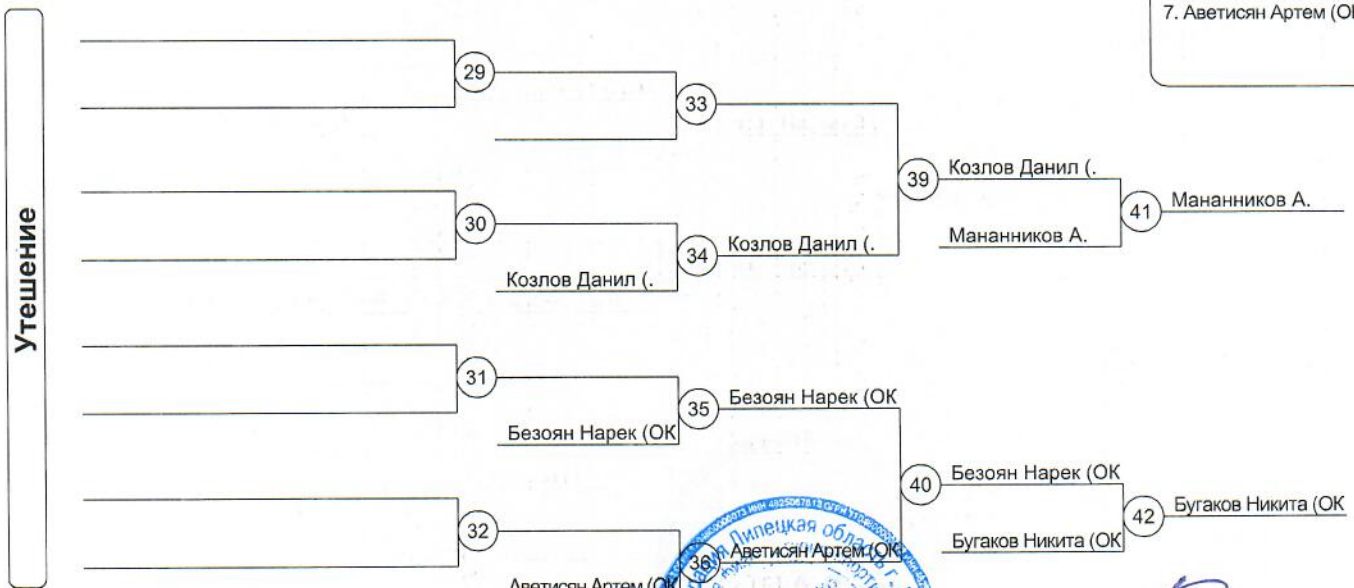 7. Аветисян Артем (ОК
Утешение
29
33
39
Козлов Данил (.
41
Мананников А.
Мананников А.
30
34
Козлов Данил (.
Козлов Данил (.
31
35
Безоян Нарек (ОК
Безоян Нарек (ОК
40
Безоян Нарек (ОК
42
Бугаков Никита (ОК
Бугаков Никита (ОК
32
36
Аветисян Артем (ОК
Аветисян Артем (ОК
Липецкая область г.